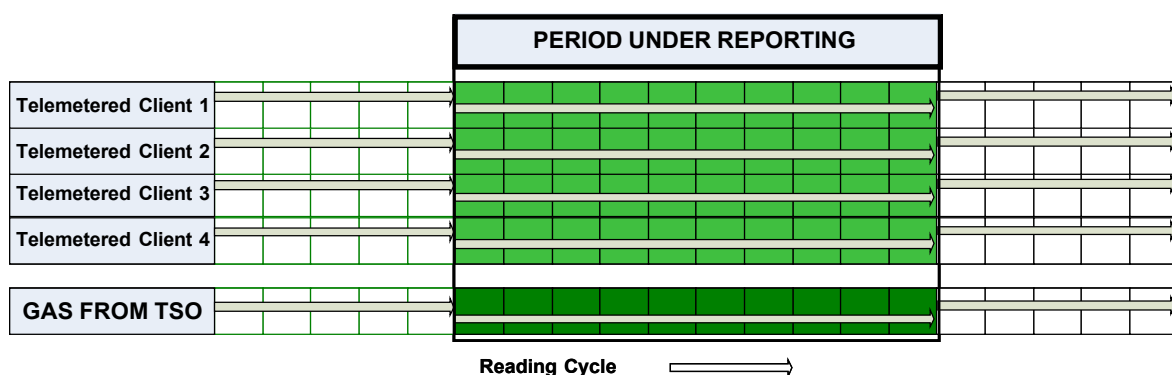 PERIOD UNDER REPORTING
Telemetered Client 1
Telemetered Client 2
Telemetered Client 3
Telemetered Client 4
GAS FROM TSO
Reading Cycle